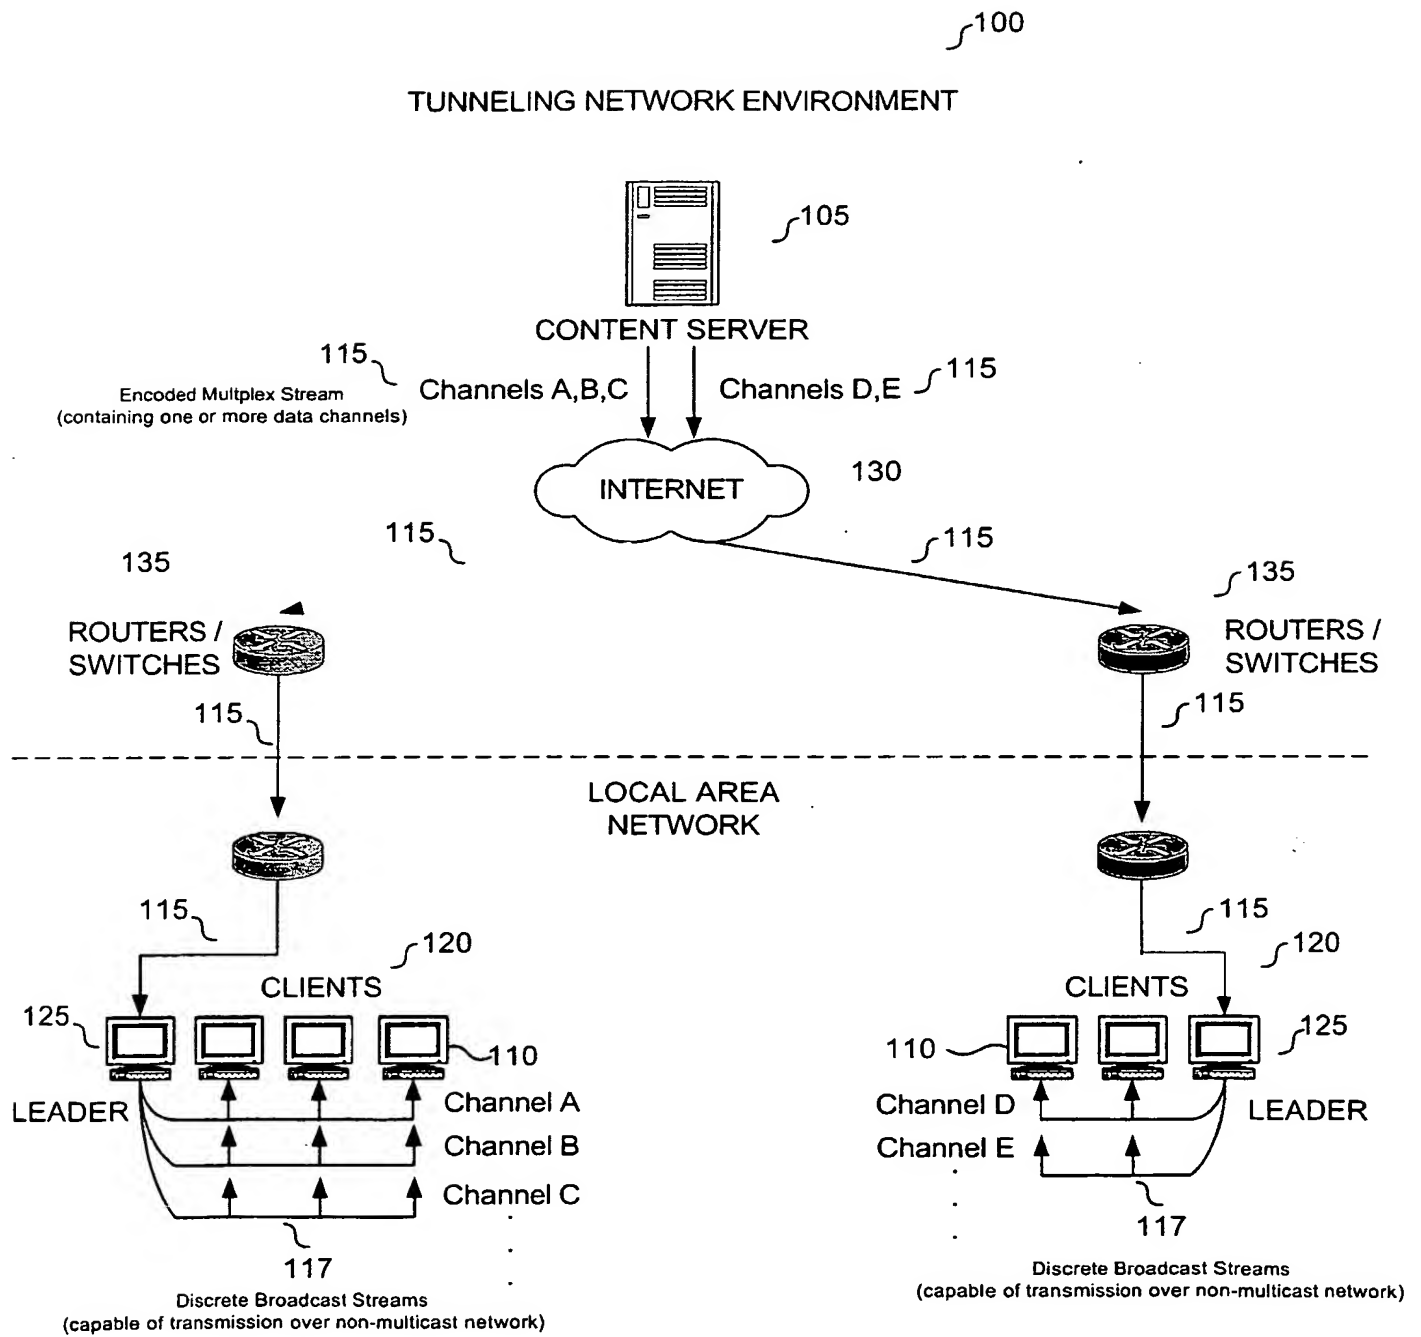 100
TUNNELING NETWORK ENVIRONMENT
105
CONTENT SERVER
115
Channels A,B,C
Channels D,E
115
Encoded Multplex Stream
(containing one or more data channels)
INTERNET
130
115
115
135
135
ROUTERS /
SWITCHES
ROUTERS /
SWITCHES
115
115
LOCAL AREA
NETWORK
115
115
120
120
CLIENTS
CLIENTS
125
110
110
125
LEADER
Channel A
Channel B
Channel C
Channel D
Channel E
LEADER
117
117
Discrete Broadcast Streams
(capable of transmission over non-multicast network)
Discrete Broadcast Streams
(capable of transmission over non-multicast network)